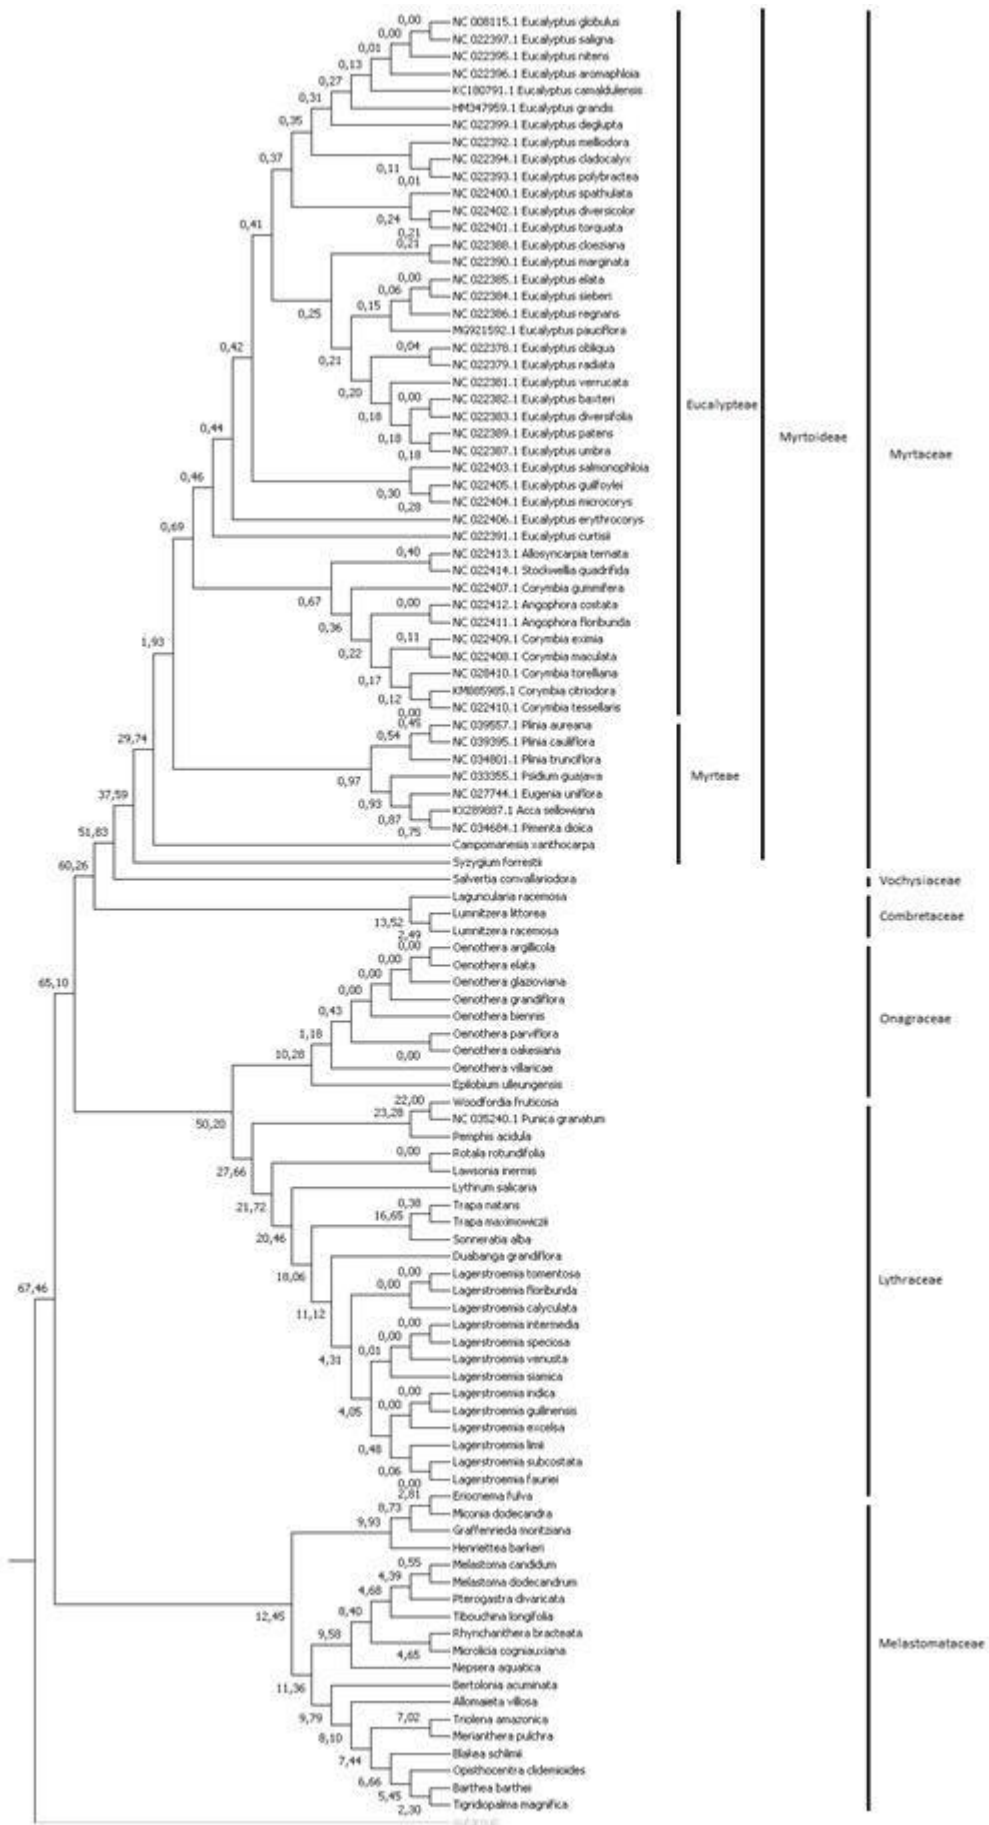 NC 008115.1 Eucalyptus globulus
NC 022397.1 Eucalyptus saligna
NC 022395.1 Eucalyptus nitens
NC 022396.1 Eucalyptus aromaphloia
KC180791.1 Eucalyptus camaldulensis
HM347959.1 Eucalyptus grandis
NC 022399.1 Eucalyptus deglupta
NC 022392.1 Eucalyptus melliodora
NC 022394.1 Eucalyptus cladocalyx
NC 022393.1 Eucalyptus polybractea
NC 022400.1 Eucalyptus spathulata
NC 022402.1 Eucalyptus diversicolor
NC 022401.1 Eucalyptus torquata
NC 022388.1 Eucalyptus cloeziana
NC 022390.1 Eucalyptus marginata
NC 022385.1 Eucalyptus elata
NC 022384.1 Eucalyptus sieberi
NC 022386.1 Eucalyptus regnans
MG921592.1 Eucalyptus pauciflora
NC 022378.1 Eucalyptus obliqua
NC 022379.1 Eucalyptus radiata
NC 022381.1 Eucalyptus verrucata
NC 022382.1 Eucalyptus baxteri
NC 022383.1 Eucalyptus diversifolia
NC 022389.1 Eucalyptus patens
NC 022387.1 Eucalyptus umbra
NC 022403.1 Eucalyptus salmonophloia
NC 022405.1 Eucalyptus guilfoylei
NC 022404.1 Eucalyptus microcorys
NC 022406.1 Eucalyptus erythrocorys
NC 022391.1 Eucalyptus curtisii
NC 022413.1 Allosyncarpia ternata
NC 022414.1 Stockwellia quadrifida
NC 022407.1 Corymbia gummifera
NC 022412.1 Angophora costata
NC 022411.1 Angophora floribunda
NC 022409.1 Corymbia eximia
NC 022408.1 Corymbia maculata
NC 028410.1 Corymbia torelliana
KM885985.1 Corymbia citriodora
NC 022410.1 Corymbia tessellaris
NC 039557.1 Plinia aureana
NC 039395.1 Plinia cauliflora
NC 034801.1 Plinia trunciflora
NC 033355.1 Psidium guajava
NC 027744.1 Eugenia uniflora
KX289887.1 Acca sellowiana
NC 034684.1 Pimenta dioica
Campomanesia xanthocarpa
Syzygium forrestii
Salvertia convallariodora
Laguncularia racemosa
Lumnitzera littorea
Lumnitzera racemosa
Oenothera argillicola
Oenothera elata
Oenothera glazioviana
Oenothera grandiflora
Oenothera biennis
Oenothera parviflora
Oenothera oakesiana
Oenothera villaricae
Epilobium ulleungensis
Woodfordia fruticosa
NC 035240.1 Punica granatum
Pemphis acidula
Rotala rotundifolia
Lawsonia inermis
Lythrum salicaria
Trapa natans
Trapa maximowiczii
Sonneratia alba
Duabanga grandiflora
Lagerstroemia tomentosa
Lagerstroemia floribunda
Lagerstroemia calyculata
Lagerstroemia intermedia
Lagerstroemia speciosa
Lagerstroemia venusta
Lagerstroemia siamica
Lagerstroemia indica
Lagerstroemia guilinensis
Lagerstroemia excelsa
Lagerstroemia limii
Lagerstroemia subcostata
Lagerstroemia fauriei
Eriocnema fulva
Miconia dodecandra
Graffenrieda moritziana
Henriettea barkeri
Melastoma candidum
Melastoma dodecandrum
Pterogastra divaricata
Tibouchina longifolia
Rhynchanthera bracteata
Microlicia cogniauxiana
Nepsera aquatica
Bertolonia acuminata
Allomaieta villosa
Triolena amazonica
Merianthera pulchra
Blakea schlimii
Opisthocentra clidemioides
Barthea barthei
Tigridiopalma magnifica
0,00
0,00
0,01
0,13
0,27
0,31
0,35
0,37
0,11
0,01
0,41
0,24
0,21
0,21
0,00
0,06
0,15
0,25
0,42
0,04
0,21
0,20
0,00
0,18
0,18
0,18
0,44
0,46
0,30
0,28
0,69
0,40
0,67
0,00
0,36
0,11
0,22
1,93
0,17
0,12
0,00
0,45
0,54
29,74
0,97
0,93
37,59
0,87
0,75
51,83
60,26
13,52
2,49
0,00
0,00
0,00
0,00
65,10
0,43
1,18
10,28
0,00
22,00
23,28
50,20
0,00
27,66
21,72
0,38
16,65
20,46
18,06
0,00
0,00
67,46
11,12
0,00
0,00
0,01
4,31
0,00
0,00
4,05
0,48
0,06
0,00
2,81
8,73
9,93
0,55
4,39
4,68
12,45
8,40
9,58
4,65
11,36
9,79
7,02
8,10
7,44
6,66
5,45
2,30
Eucalypteae
Myrtoideae
Myrtaceae
Myrteae
Vochysiaceae
Combretaceae
Onagraceae
Lythraceae
Melastomataceae